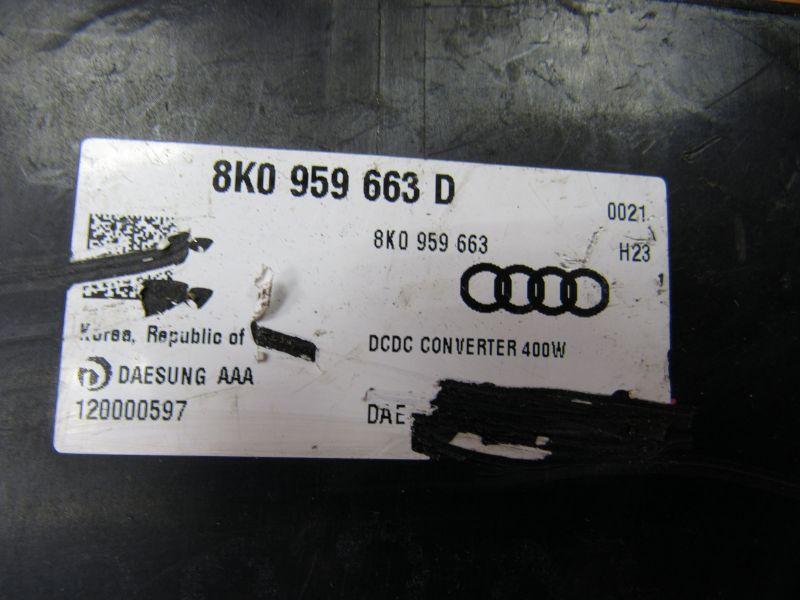 8K0 959 663 D
0021
8K0 959 663
H23
Korea, Republic of
DCDC CONVERTER 400W
DAESUNG AAA
120000597
DAE